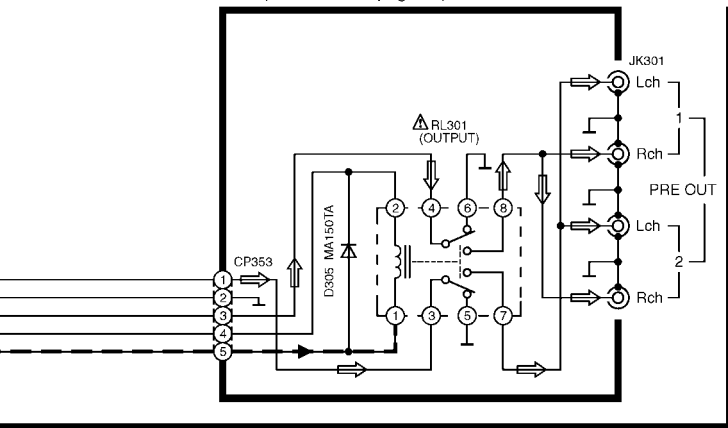 JK301
Lch
1
RL301
(OUTPUT)
Rch
PRE OUT
2 4 6 8
D305 MA150TA
Lch
CP353
2
1
2
3
4
5
Rch
1 3 5 7